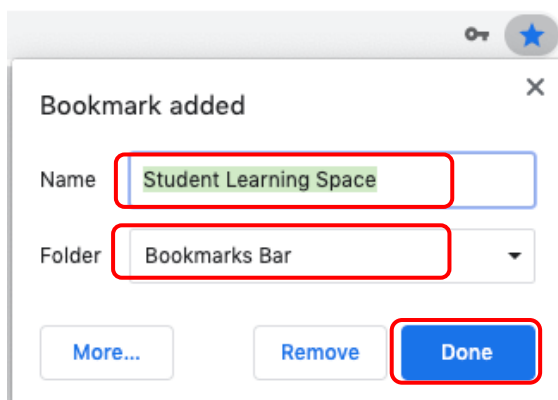 Bookmark added
Name Student Learning Space
Folder Bookmarks Bar
More... Remove Done